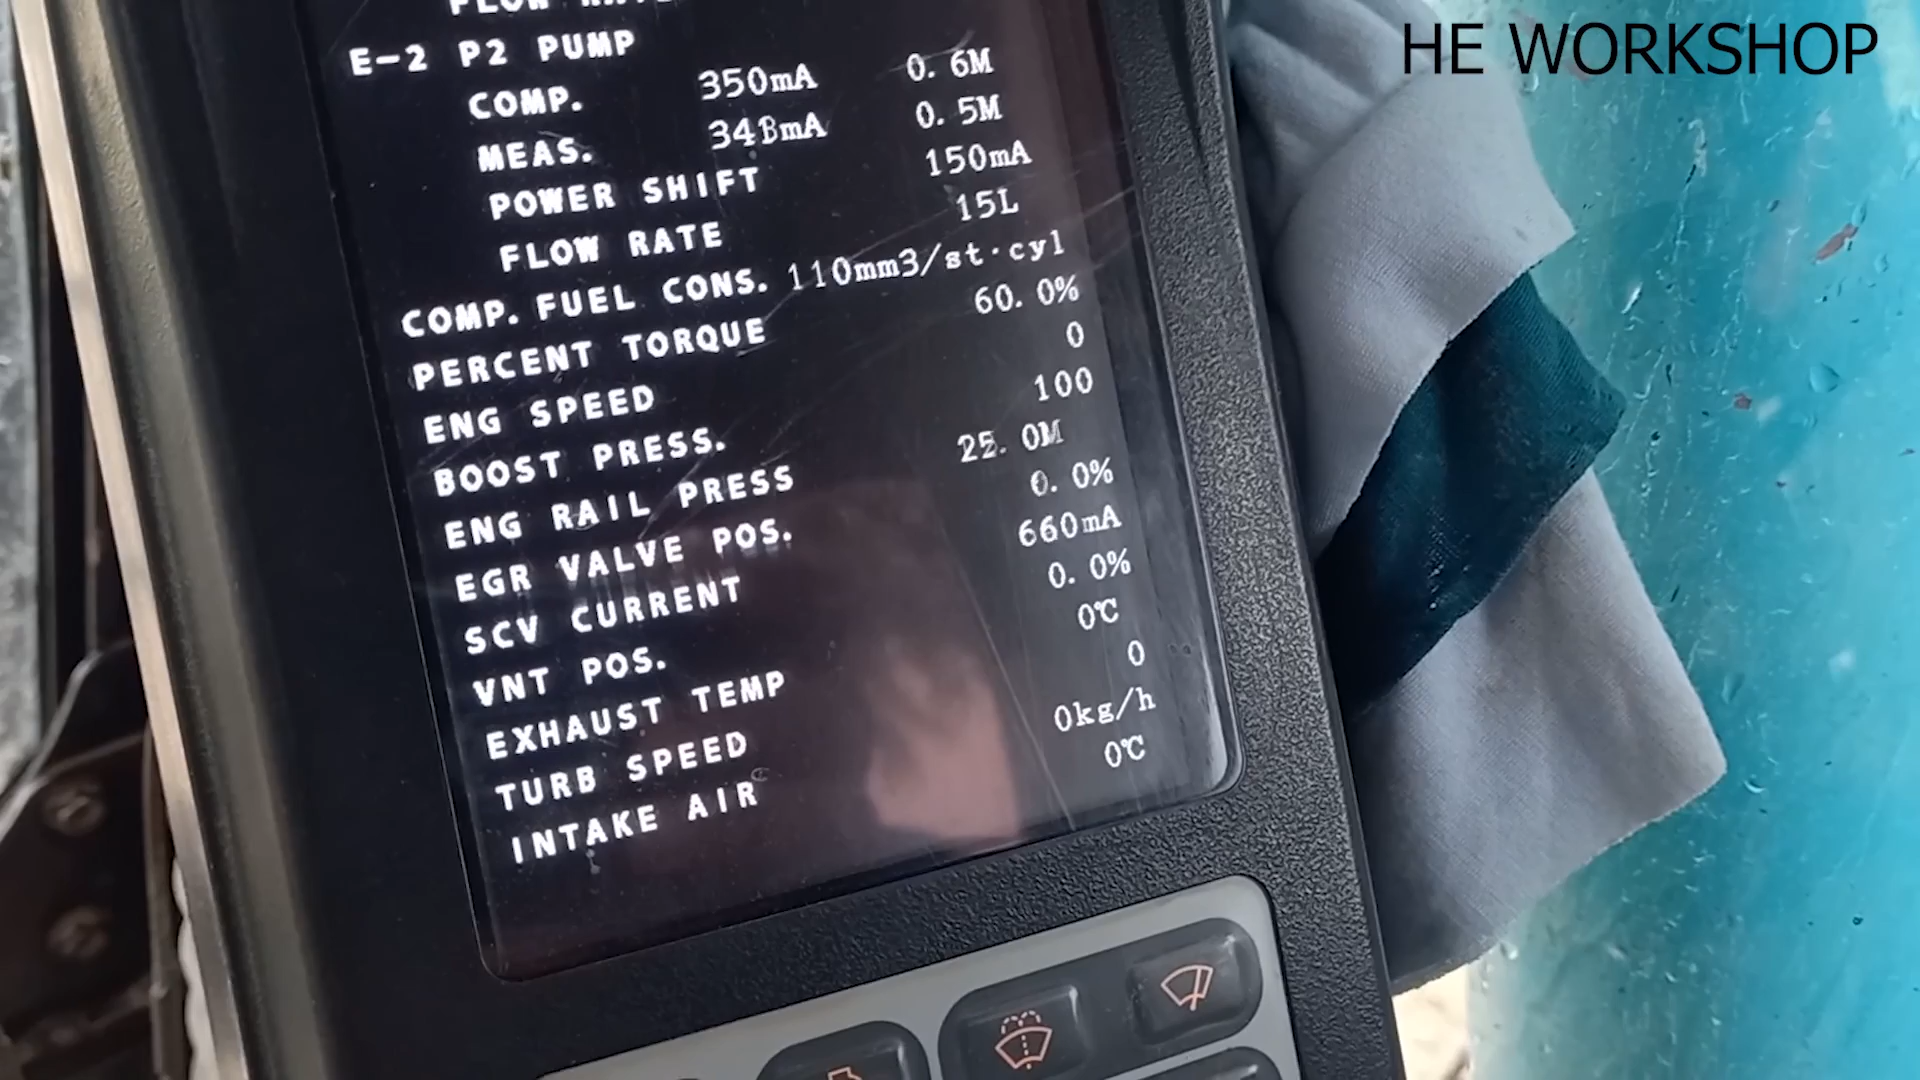 HE WORKSHOP
E-2 P2 PUMP
COMP. 350mA 0.6M
MEAS. 348mA 0.5M
POWER SHIFT 150mA
FLOW RATE 15L
COMP. FUEL CONS. 110mm3/st·cyl
PERCENT TORQUE 60.0%
ENG SPEED 0
BOOST PRESS. 100
ENG RAIL PRESS 25.0M
EGR VALVE POS. 0.0%
SCV CURRENT 660mA
VNT POS. 0.0%
EXHAUST TEMP 0℃
TURB SPEED 0
INTAKE AIR 0kg/h
0℃